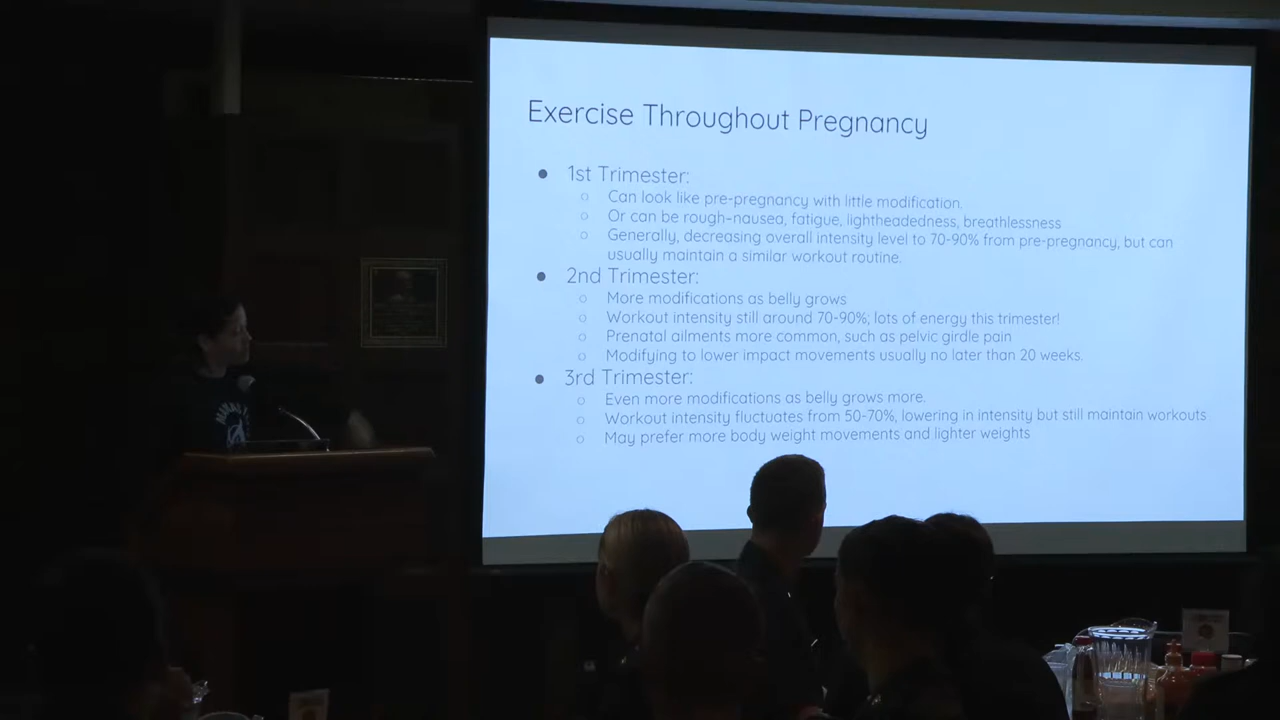 Exercise Throughout Pregnancy
● 1st Trimester:
○ Can look like pre-pregnancy with little modification.
○ Or can be rough-nausea, fatigue, lightheadedness, breathlessness
○ Generally, decreasing overall intensity level to 70-90% from pre-pregnancy, but can
usually maintain a similar workout routine.
● 2nd Trimester:
○ More modifications as belly grows
○ Workout intensity still around 70-90%; lots of energy this trimester!
○ Prenatal ailments more common, such as pelvic girdle pain
○ Modifying to lower impact movements usually no later than 20 weeks.
● 3rd Trimester:
○ Even more modifications as belly grows more.
○ Workout intensity fluctuates from 50-70%, lowering in intensity but still maintain workouts
○ May prefer more body weight movements and lighter weights